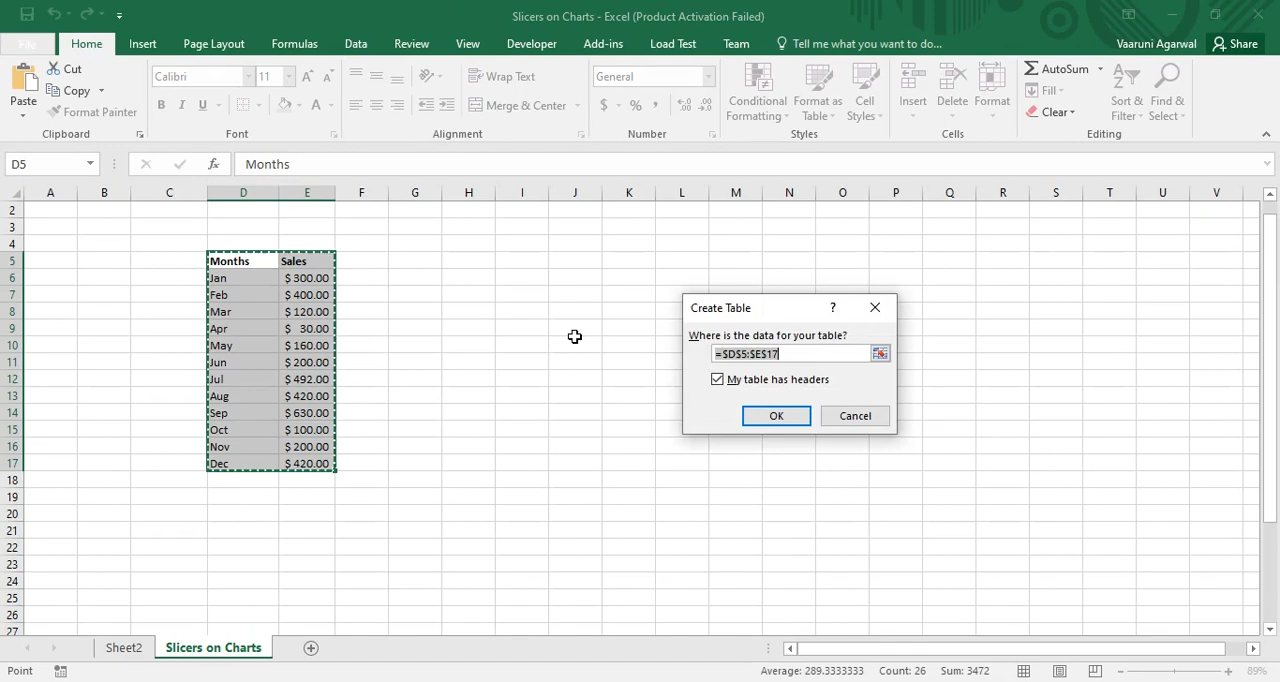 Slicers on Charts - Excel (Product Activation Failed)
File Home Insert Page Layout Formulas Data Review View Developer Add-ins Load Test Team Tell me what you want to do... Vaaruni Agarwal Share
Paste
Cut
Copy
Format Painter
Clipboard
Calibri 11
B I U A
Font
Wrap Text
Merge & Center
Alignment
General
$ % ,
Number
Conditional Formatting
Format as Table
Cell Styles
Styles
Insert
Delete
Format
Cells
AutoSum
Fill
Clear
Sort & Filter
Find & Select
Editing
D5 fx Months
A B C D E F G H I J K L M N O P Q R S T U V
2
3
4
5 Months Sales
6 Jan $ 300.00
7 Feb $ 400.00
8 Mar $ 120.00
9 Apr $ 30.00
10 May $ 160.00
11 Jun $ 200.00
12 Jul $ 492.00
13 Aug $ 420.00
14 Sep $ 630.00
15 Oct $ 100.00
16 Nov $ 200.00
17 Dec $ 420.00
18
19
20
21
22
23
24
25
26
27
Create Table ?
Where is the data for your table?
=$D$5:$E$17
My table has headers
OK Cancel
Sheet2 Slicers on Charts
Point Average: 289.3333333 Count: 26 Sum: 3472 89%